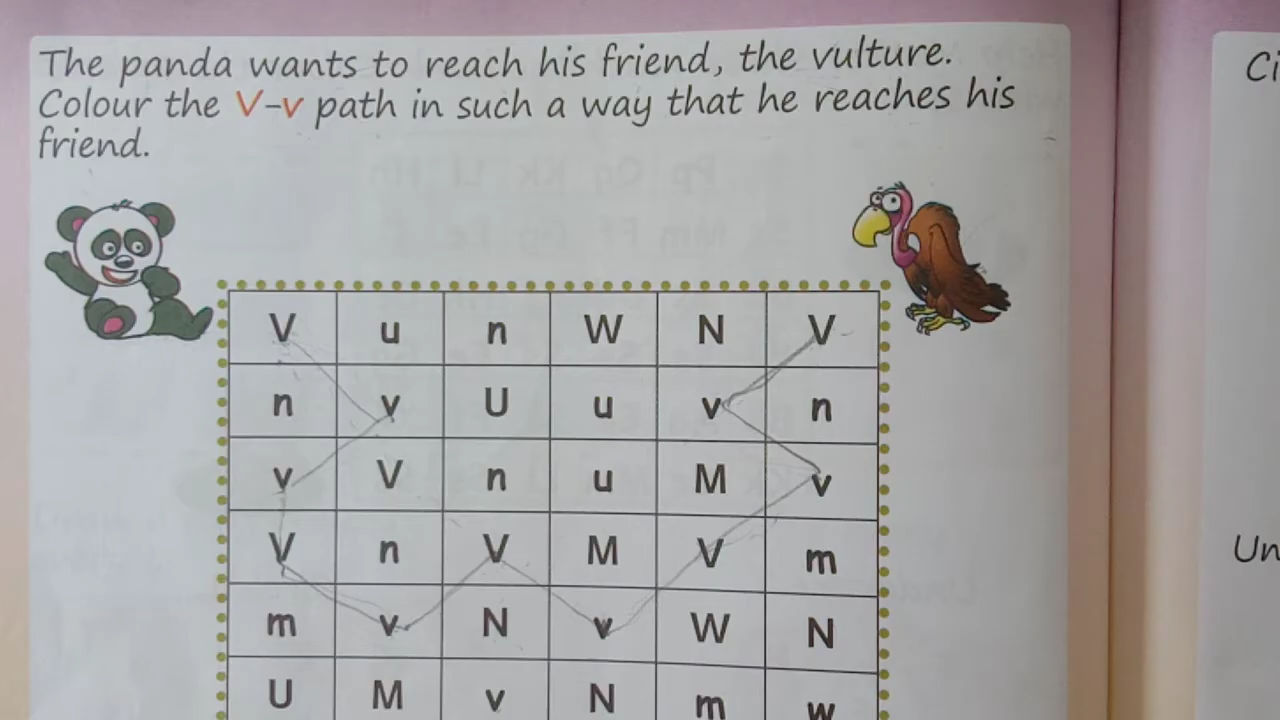 The panda wants to reach his friend, the vulture.
Colour the V-v path in such a way that he reaches his
friend.
V u n W N V
n v U u v n
v V n u M v
V n V M V m
m v N v W N
U M v N m w
Ci
Un